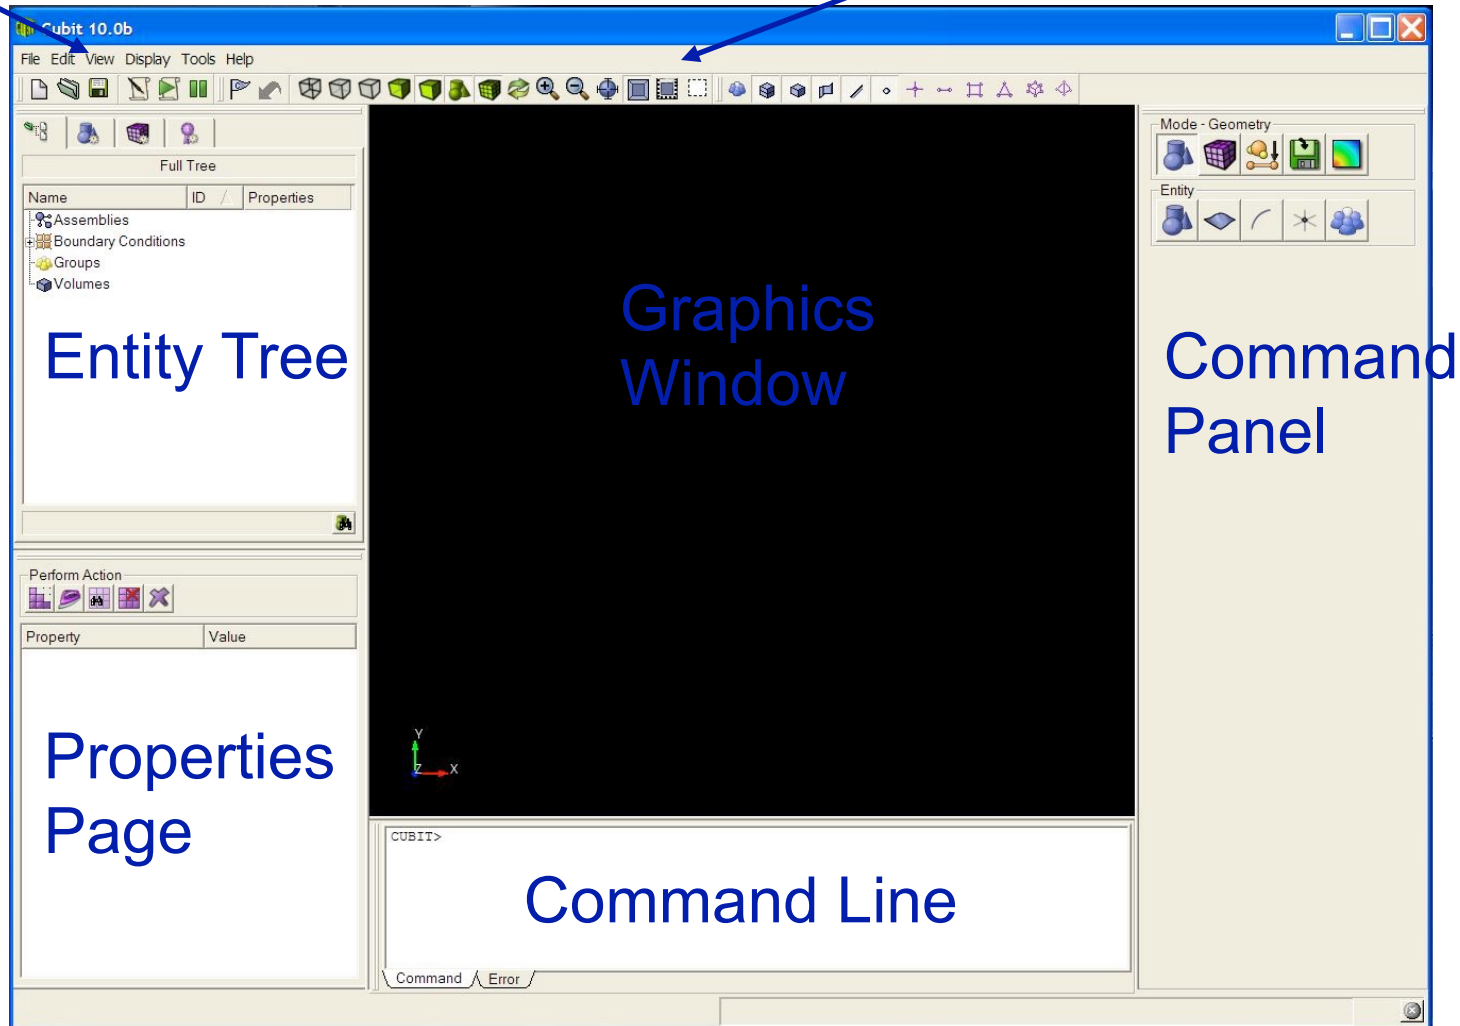 Cubit 10.0b
File Edit View Display Tools Help
Full Tree
Name ID Properties
Assemblies
Boundary Conditions
Groups
Volumes
Entity Tree
Perform Action
Property Value
Properties
Page
Graphics
Window
Y
Z X
CUBIT>
Command Line
Command Error
Mode - Geometry
Entity
Command
Panel